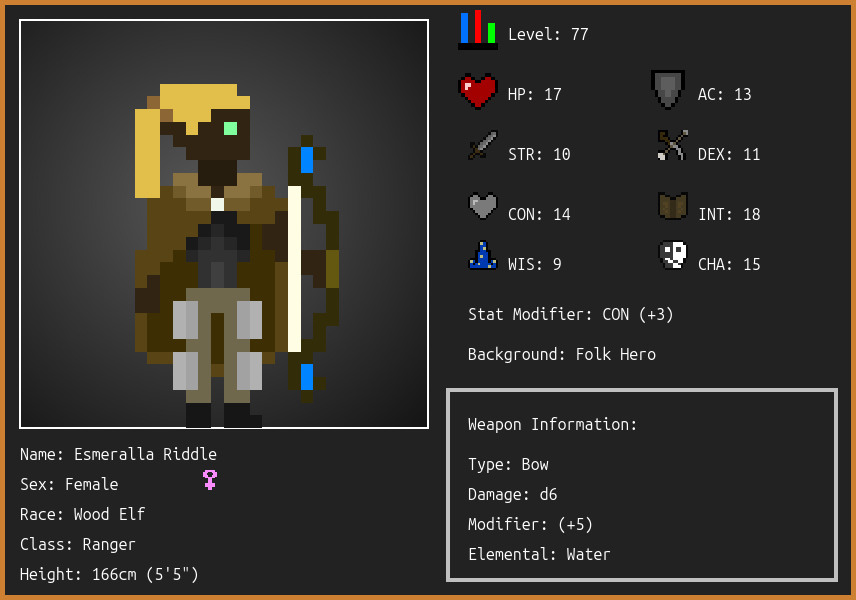 Level: 77
HP: 17
AC: 13
STR: 10
DEX: 11
CON: 14
INT: 18
WIS: 9
CHA: 15
Stat Modifier: CON (+3)
Background: Folk Hero
Weapon Information:
Type: Bow
Damage: d6
Modifier: (+5)
Elemental: Water
Name: Esmeralla Riddle
Sex: Female
Race: Wood Elf
Class: Ranger
Height: 166cm (5'5")